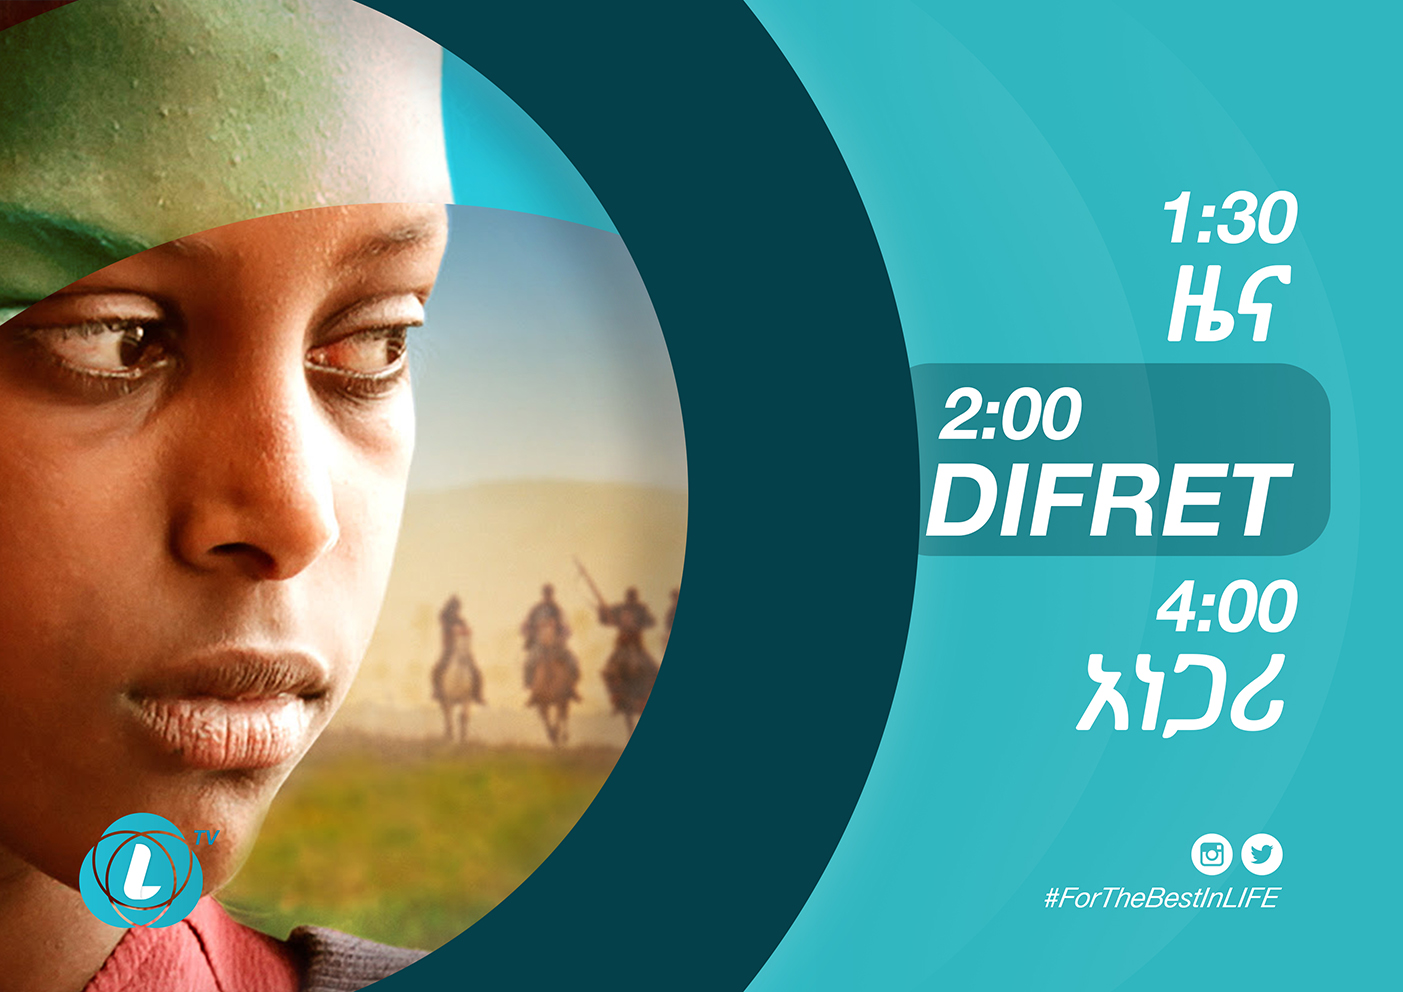 1:30
ዜና
2:00
DIFRET
4:00
አነጋሪ
L TV
#ForTheBestInLIFE